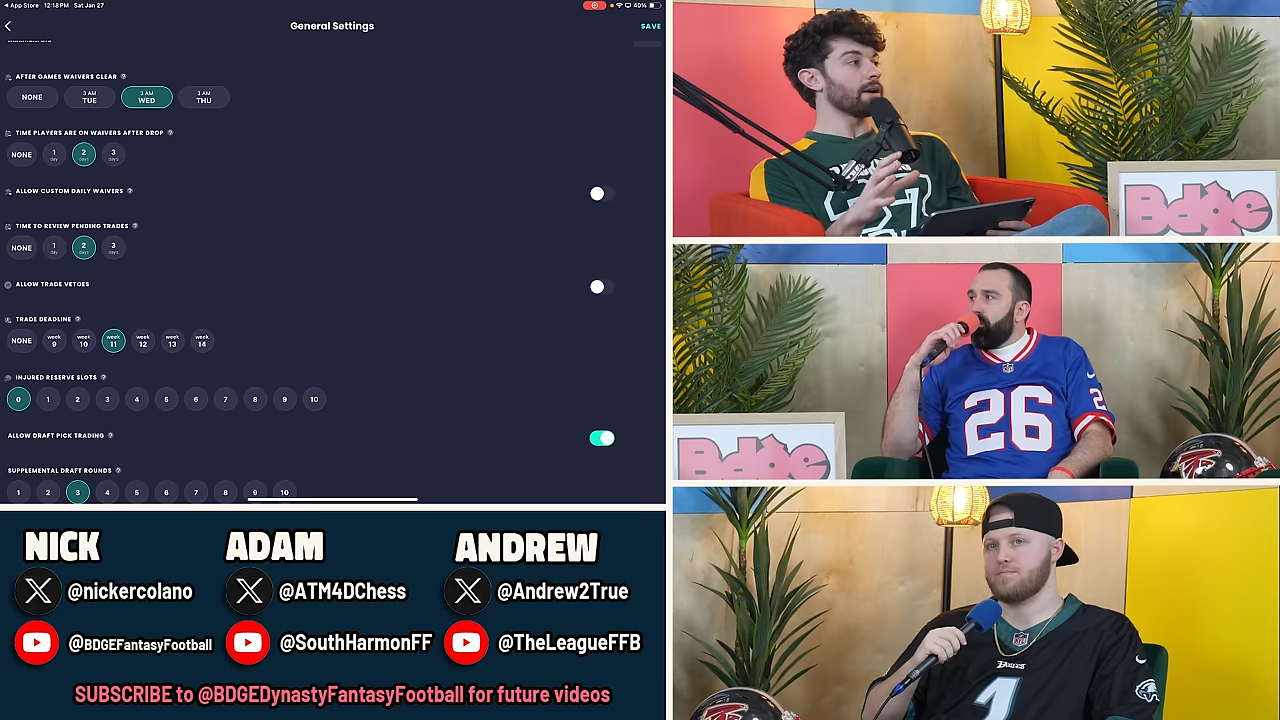 App Store 12:18PM Sat Jan 27
40%
General Settings
SAVE
AFTER GAMES WAIVERS CLEAR
NONE
3 AM TUE
3 AM WED
3 AM THU
TIME PLAYERS ARE ON WAIVERS AFTER DROP
NONE
1 day
2 days
3 days
ALLOW CUSTOM DAILY WAIVERS
TIME TO REVIEW PENDING TRADES
NONE
1 day
2 days
3 days
ALLOW TRADE VETOES
TRADE DEADLINE
NONE
week 9
week 10
week 11
week 12
week 13
week 14
INJURED RESERVE SLOTS
0 1 2 3 4 5 6 7 8 9 10
ALLOW DRAFT PICK TRADING
SUPPLEMENTAL DRAFT ROUNDS
1 2 3 4 5 6 7 8 9 10
Bdge
26
2
Bdge
NFL
1
NICK
ADAM
ANDREW
@nickercolano
@ATM4DChess
@Andrew2True
@BDGEFantasyFootball
@SouthHarmonFF
@TheLeagueFFB
SUBSCRIBE to @BDGEDynastyFantasyFootball for future videos